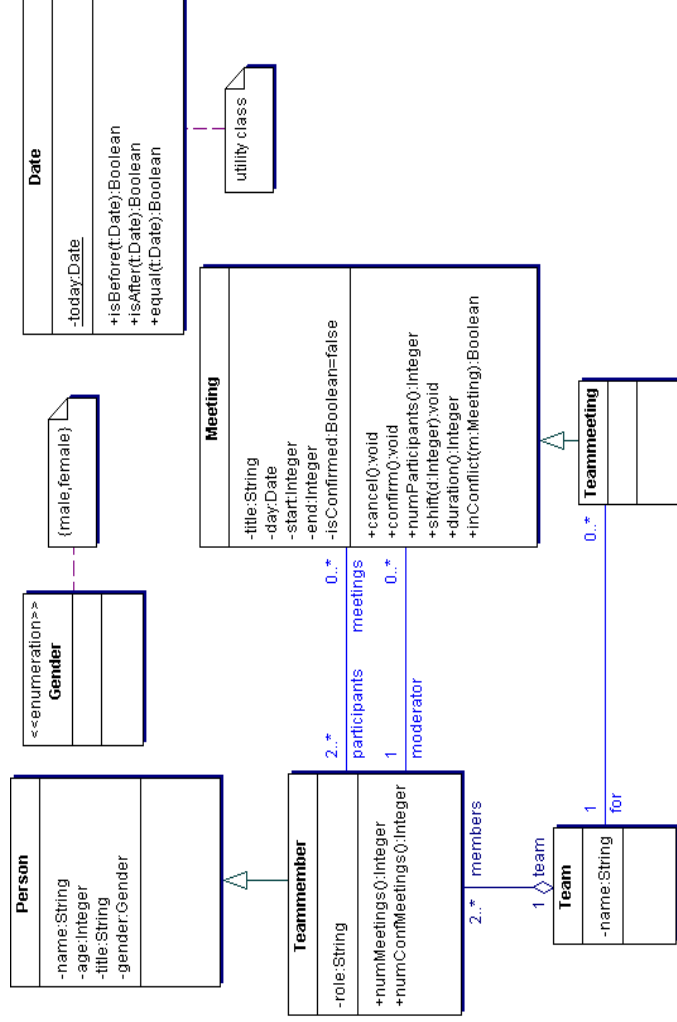 Person
-name:String
-age:Integer
-title:String
-gender:Gender
<<enumeration>>
Gender
{male,female}
Date
-today:Date
+isBefore(t:Date):Boolean
+isAfter(t:Date):Boolean
+equal(t:Date):Boolean
utility class
Teammember
-role:String
+numMeetings():Integer
+numConfMeetings():Integer
2..*
participants
0..*
meetings
1
moderator
0..*
Meeting
-title:String
-day:Date
-start:Integer
-end:Integer
-isConfirmed:Boolean=false
+cancel():void
+confirm():void
+numParticipants():Integer
+shift(d:Integer):void
+duration():Integer
+inConflict(m:Meeting):Boolean
2..*
members
1
team
Team
-name:String
1
for
0..*
Teammeeting